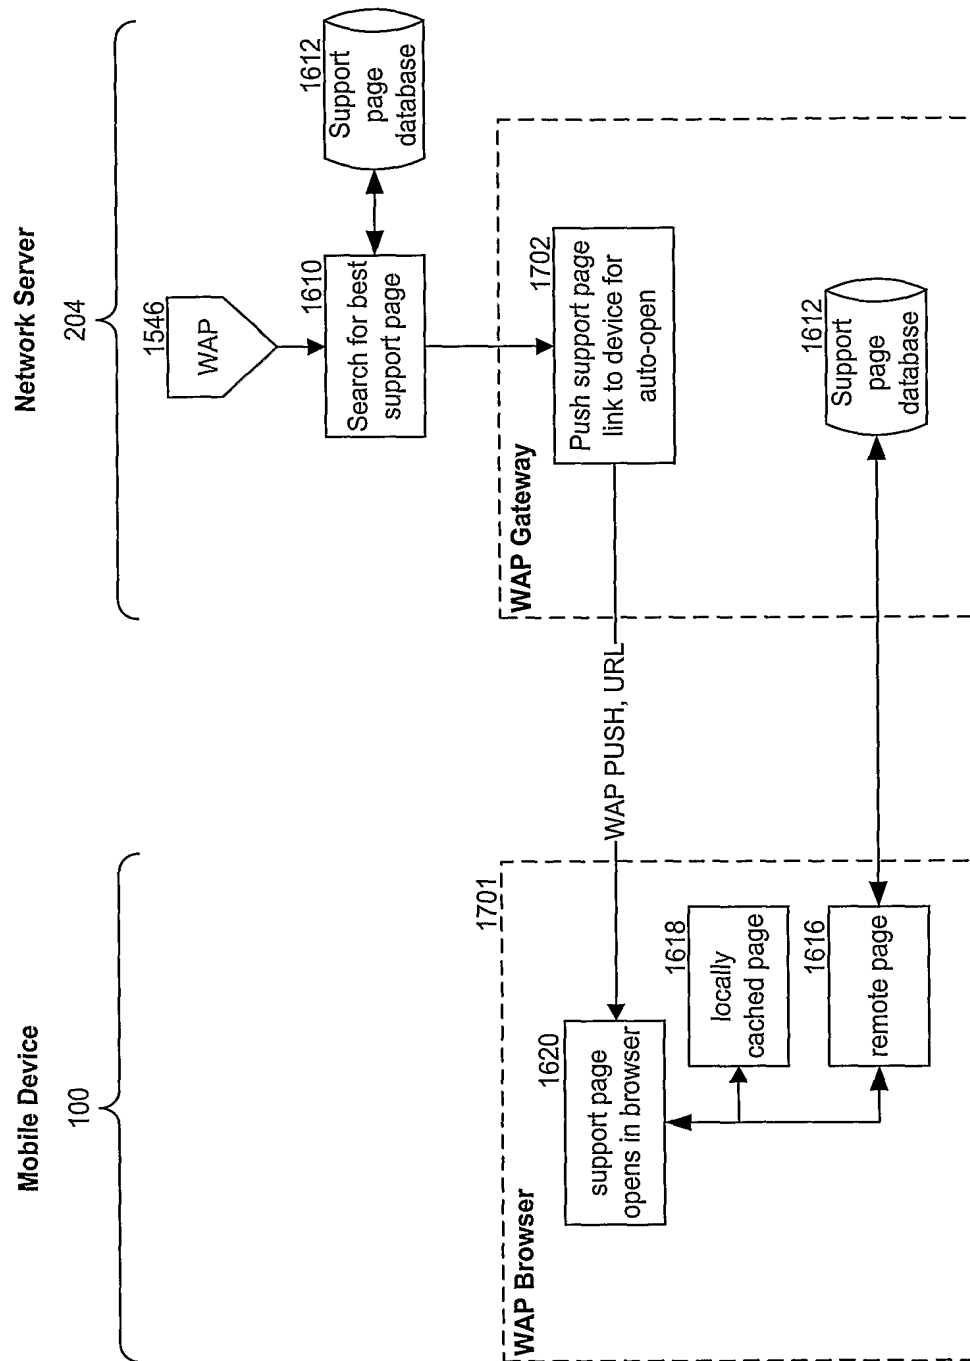 Mobile Device
100
Network Server
204
1546
WAP
1610
Search for best
support page
1612
Support
page
database
WAP Browser
1701
1620
support page
opens in browser
1618
locally
cached page
1616
remote page
WAP PUSH, URL
WAP Gateway
1702
Push support page
link to device for
auto-open
1612
Support
page
database